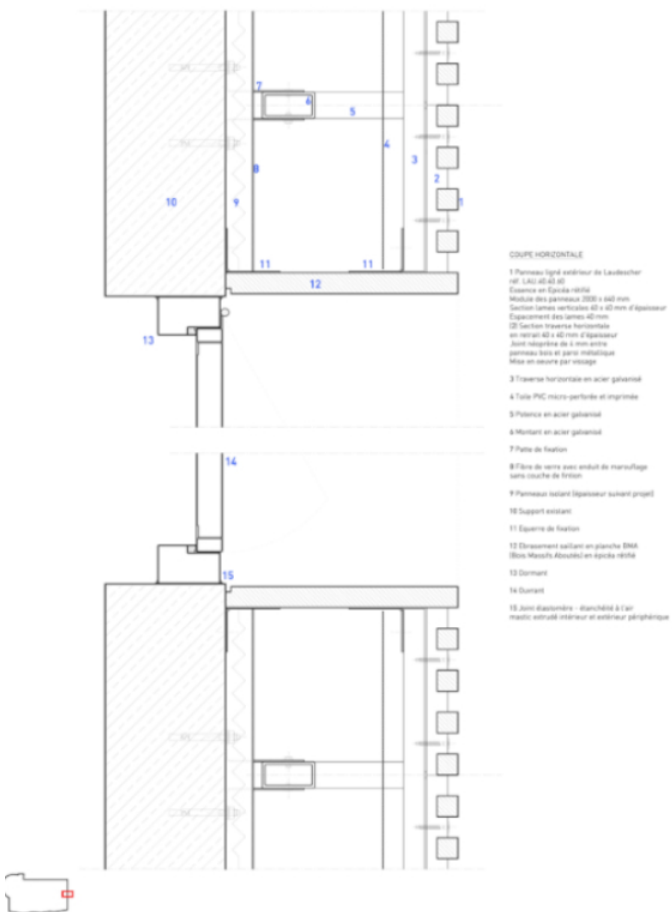 7
6
5
4
3
2
8
10
9
1
11
11
12
13
14
15
COUPE HORIZONTALE
1 Panneau ligné extérieur de Laudescher
réf. LAU.40.40.40
Essence en Epicéa rétifié
Module des panneaux 2000 x 640 mm
Section lames verticales 40 x 40 mm d'épaisseur
Espacement des lames 40 mm
(2) Section traverse horizontale
en retrait 40 x 40 mm d'épaisseur
Joint néoprène de 4 mm entre
panneau bois et paroi métallique
Mise en oeuvre par vissage
3 Traverse horizontale en acier galvanisé
4 Toile PVC micro-perforée et imprimée
5 Potence en acier galvanisé
6 Montant en acier galvanisé
7 Patte de fixation
8 Fibre de verre avec enduit de marouflage
sans couche de finition
9 Panneaux isolant (épaisseur suivant projet)
10 Support existant
11 Equerre de fixation
12 Ebrasement saillant en planche BMA
(Bois Massifs Aboutés) en épicéa rétifié
13 Dormant
14 Ouvrant
15 Joint élastomère - étanchéité à l'air
mastic extrudé intérieur et extérieur périphérique